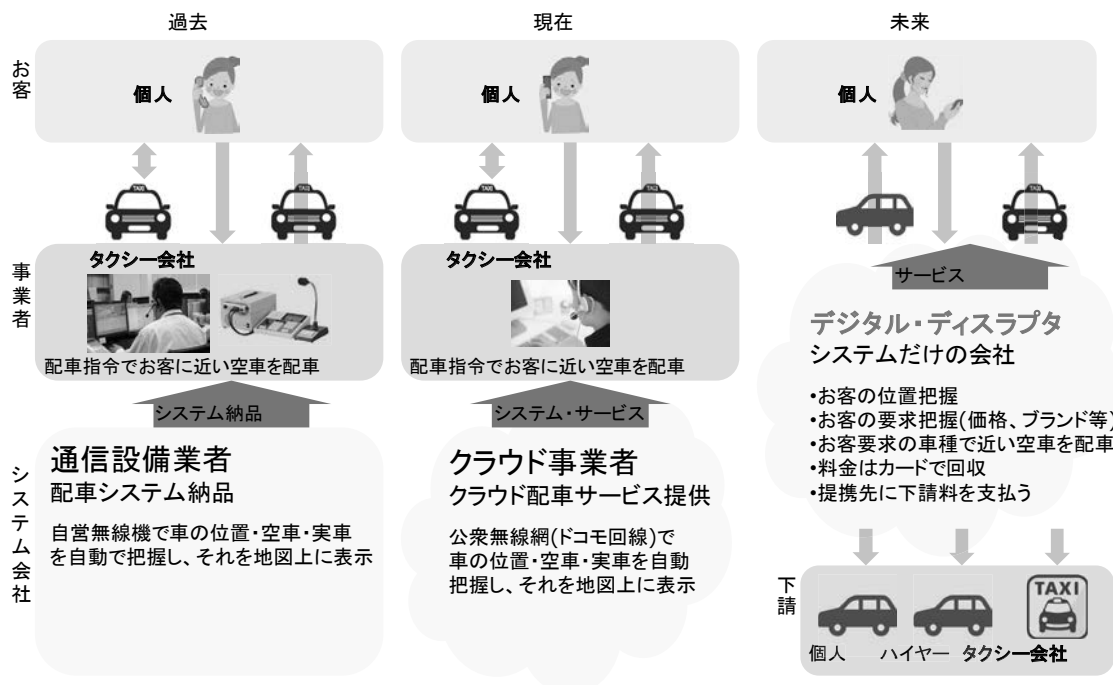 過去
現在
未来
お客
個人
個人
個人
TAXI
TAXI
TAXI
TAXI
TAXI
事業者
タクシー会社
配車指令でお客に近い空車を配車
タクシー会社
配車指令でお客に近い空車を配車
サービス
デジタル・ディスラプタ
システムだけの会社
•お客の位置把握
•お客の要求把握(価格、ブランド等)
•お客要求の車種で近い空車を配車
•料金はカードで回収
•提携先に下請料を支払う
システム納品
システム・サービス
システム会社
通信設備業者
配車システム納品
自営無線機で車の位置・空車・実車
を自動で把握し、それを地図上に表示
クラウド事業者
クラウド配車サービス提供
公衆無線網(ドコモ回線)で
車の位置・空車・実車を自動
把握し、それを地図上に表示
下請
TAXI
個人
ハイヤー
タクシー会社